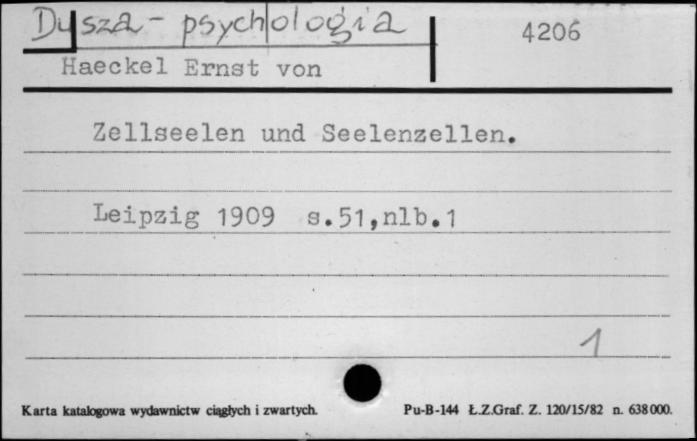 Dusza - psychologia
4206
Haeckel Ernst von
Zellseelen und Seelenzellen.
Leipzig 1909 s.51,nlb.1
1
Karta katalogowa wydawnictw ciągłych i zwartych.
Pu-B-144 Ł.Z.Graf. Z. 120/15/82 n. 638000.